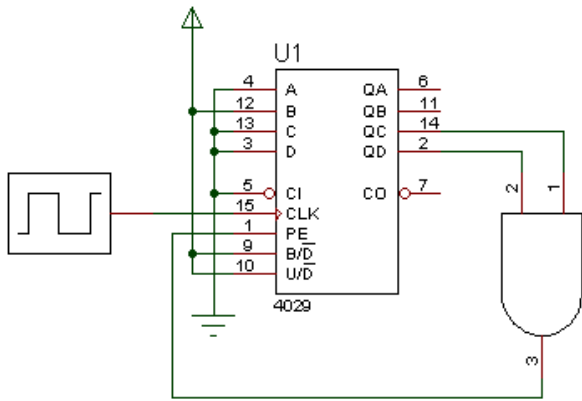 U1
4 A QA 6
12 B QB 11
13 C QC 14
3 D QD 2
5 CI CO 7
15 CLK
1 PE
9 B/D̅
10 U/D̅
4029
2 1
3